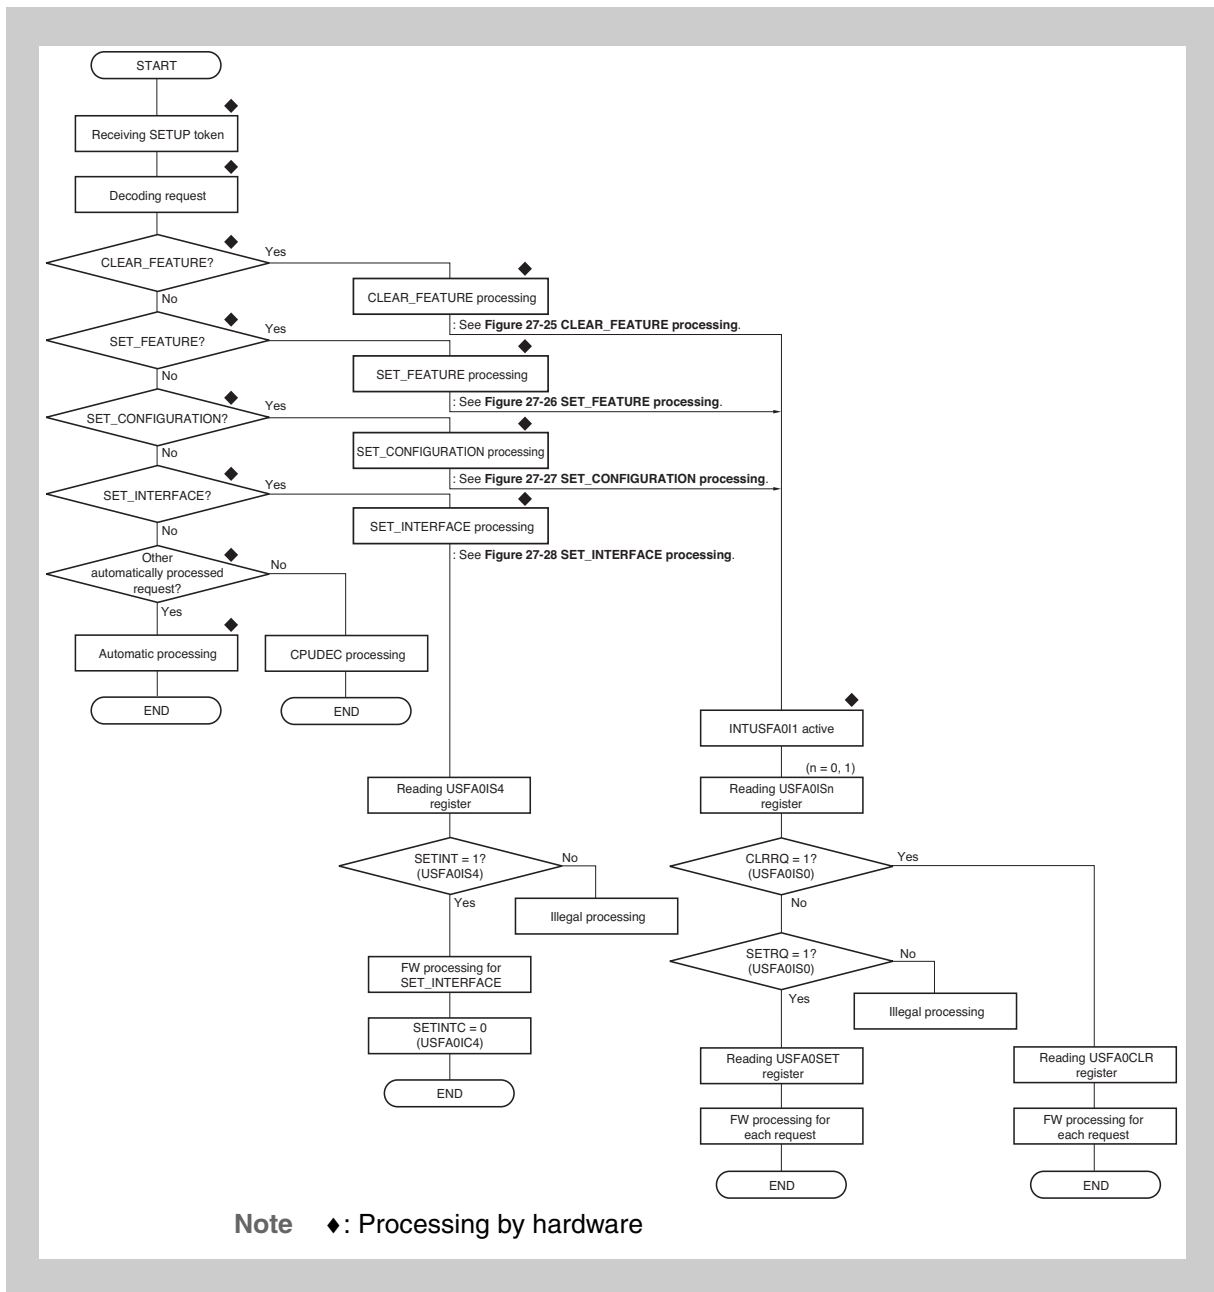 START
Receiving SETUP token
Decoding request
CLEAR_FEATURE?
Yes
No
CLEAR_FEATURE processing
: See Figure 27-25 CLEAR_FEATURE processing.
SET_FEATURE?
Yes
No
SET_FEATURE processing
: See Figure 27-26 SET_FEATURE processing.
SET_CONFIGURATION?
Yes
No
SET_CONFIGURATION processing
: See Figure 27-27 SET_CONFIGURATION processing.
SET_INTERFACE?
Yes
No
SET_INTERFACE processing
: See Figure 27-28 SET_INTERFACE processing.
Other
automatically processed
request?
No
Yes
Automatic processing
CPUDEC processing
END
END
INTUSFA0I1 active
(n = 0, 1)
Reading USFA0IS4
register
Reading USFA0ISn
register
SETINT = 1?
(USFA0IS4)
No
Yes
Illegal processing
CLRRQ = 1?
(USFA0IS0)
Yes
No
FW processing for
SET_INTERFACE
SETRQ = 1?
(USFA0IS0)
No
Yes
Illegal processing
SETINTC = 0
(USFA0IC4)
END
Reading USFA0SET
register
Reading USFA0CLR
register
FW processing for
each request
FW processing for
each request
END
END
Note ♦: Processing by hardware